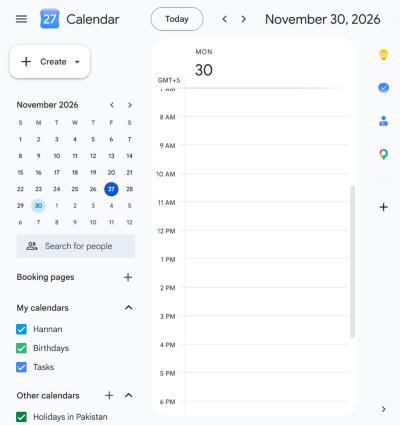 27 Calendar Today November 30, 2026
Create
MON
30
GMT+5
November 2026
S M T W T F S
1 2 3 4 5 6 7
8 9 10 11 12 13 14
15 16 17 18 19 20 21
22 23 24 25 26 27 28
29 30 1 2 3 4 5
6 7 8 9 10 11 12
Search for people
Booking pages
My calendars
Hannan
Birthdays
Tasks
Other calendars
Holidays in Pakistan
8 AM
9 AM
10 AM
11 AM
12 PM
1 PM
2 PM
3 PM
4 PM
5 PM
6 PM